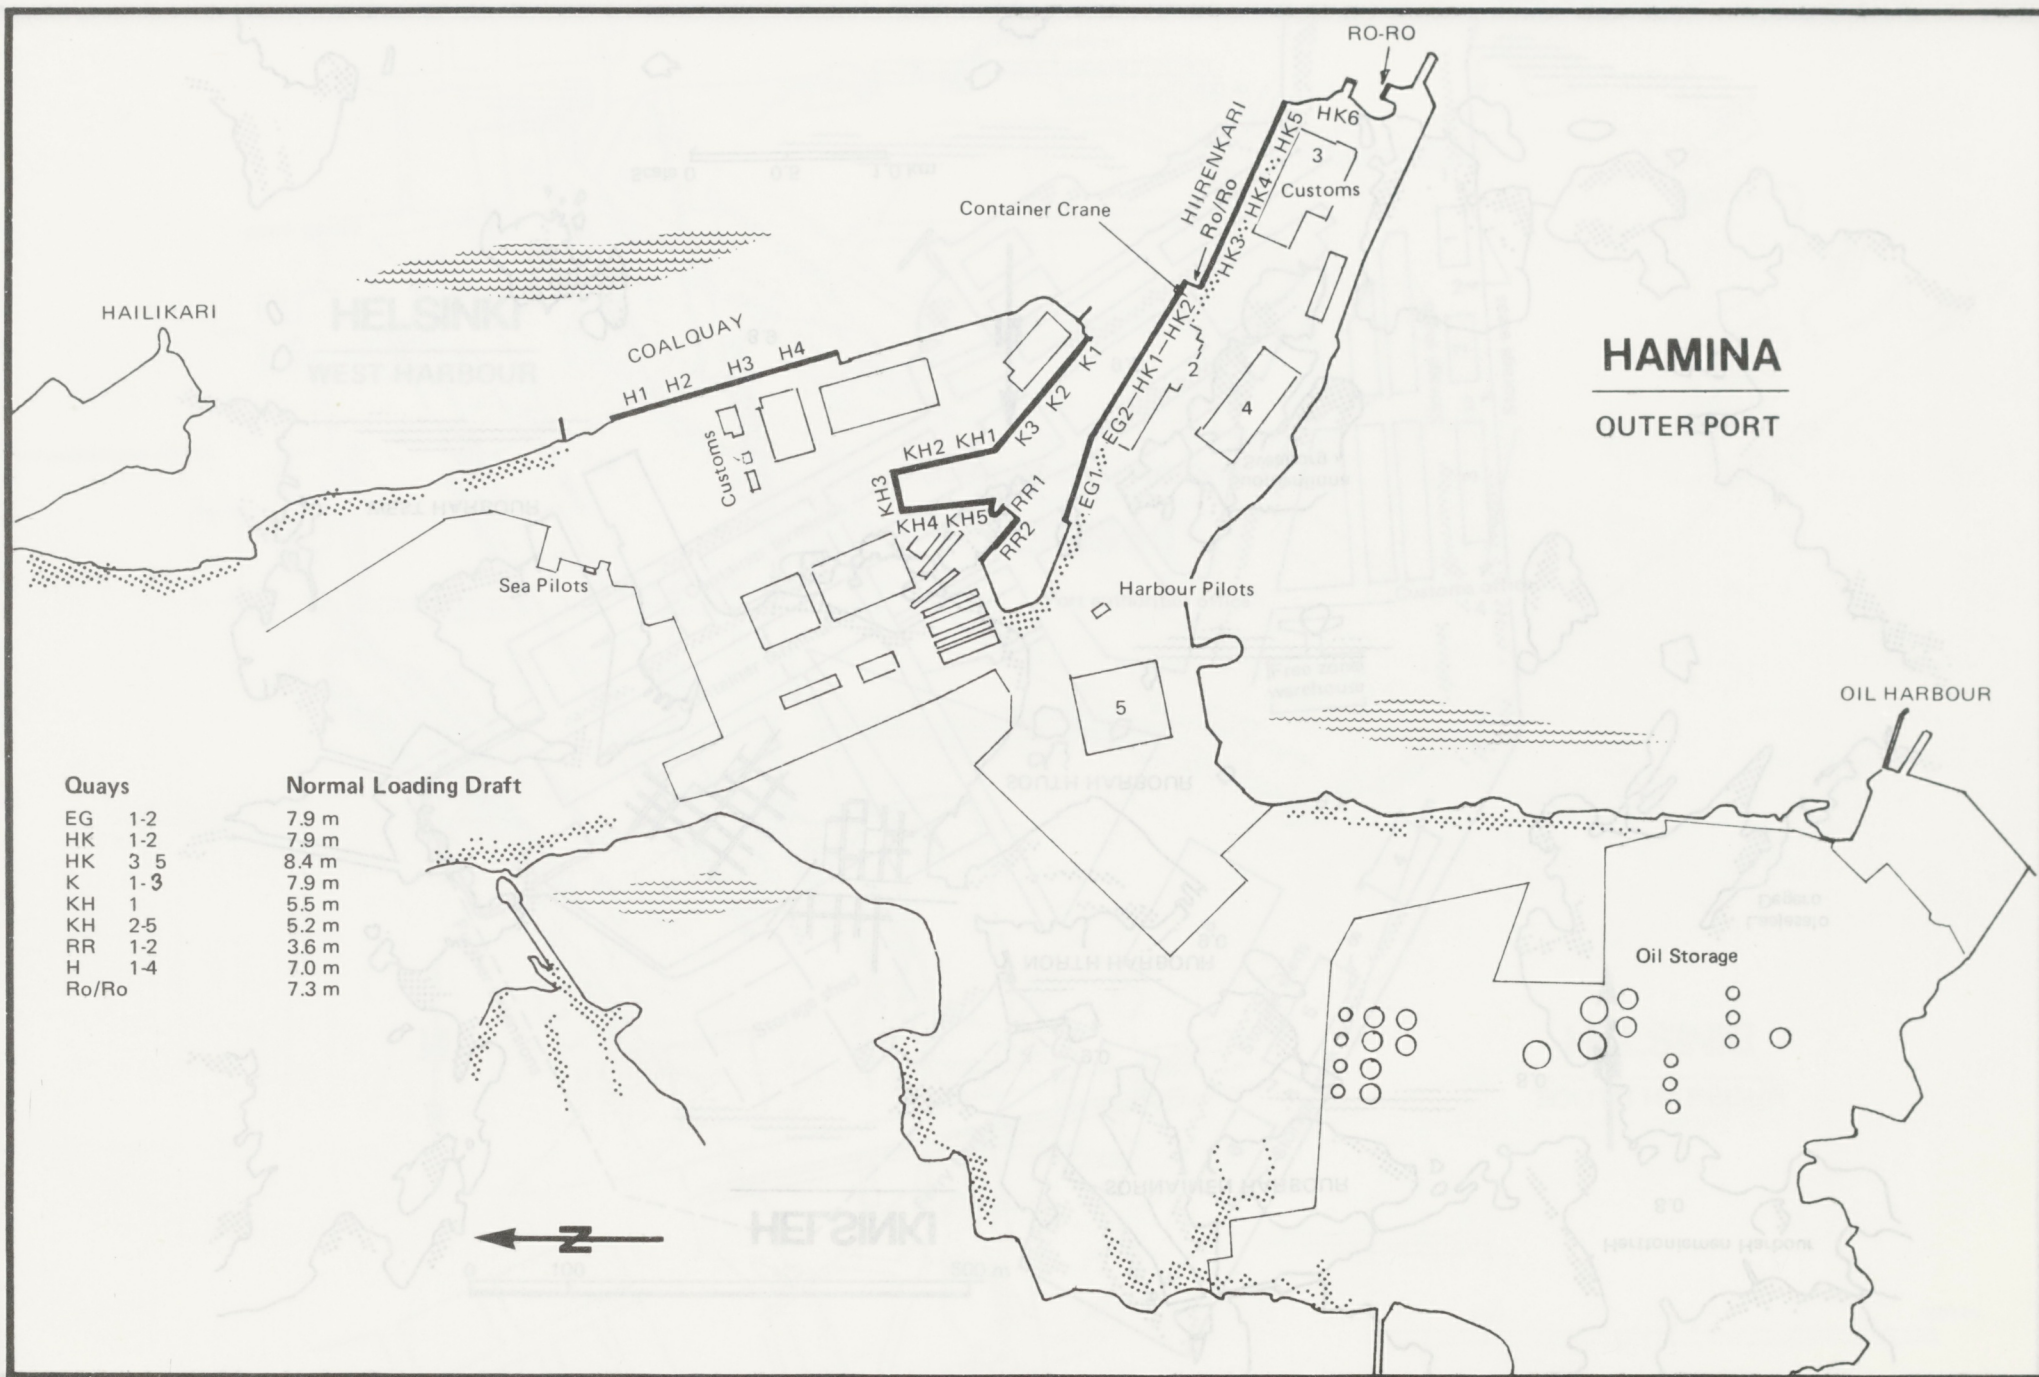 RO-RO
HIIRENKARI
Ro/Ro
HK6
HK5
3
Customs
HK4
HK3
Container Crane
HAILIKARI
COALQUAY
H1 H2 H3 H4
Customs
K1
K2
K3
KH1
KH2
KH3
KH4 KH5
RR1
RR2
EG1
EG2—HK1—HK2
2
4
HAMINA
OUTER PORT
Sea Pilots
Harbour Pilots
5
OIL HARBOUR
Oil Storage
Quays Normal Loading Draft
EG 1-2 7.9 m
HK 1-2 7.9 m
HK 3 5 8.4 m
K 1-3 7.9 m
KH 1 5.5 m
KH 2-5 5.2 m
RR 1-2 3.6 m
H 1-4 7.0 m
Ro/Ro 7.3 m
N